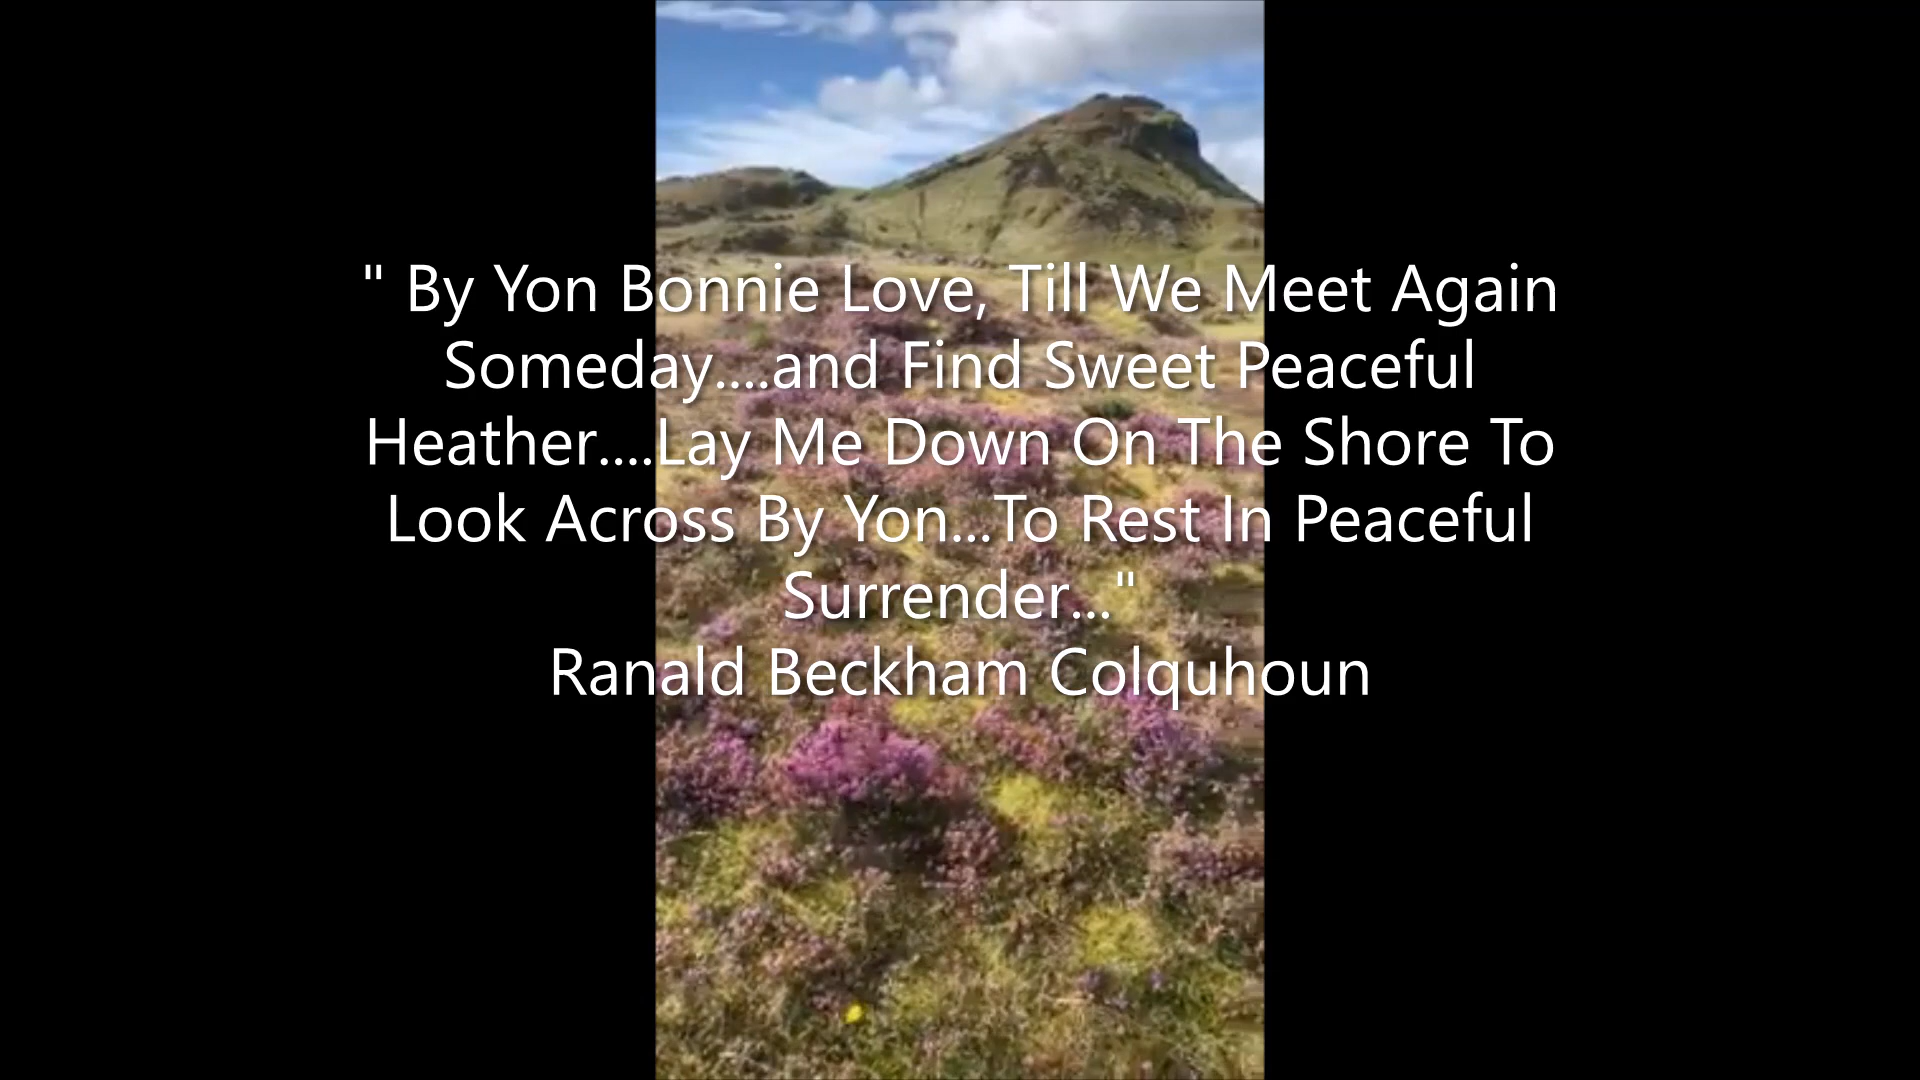 " By Yon Bonnie Love, Till We Meet Again
Someday....and Find Sweet Peaceful
Heather....Lay Me Down On The Shore To
Look Across By Yon...To Rest In Peaceful
Surrender..."
Ranald Beckham Colquhoun